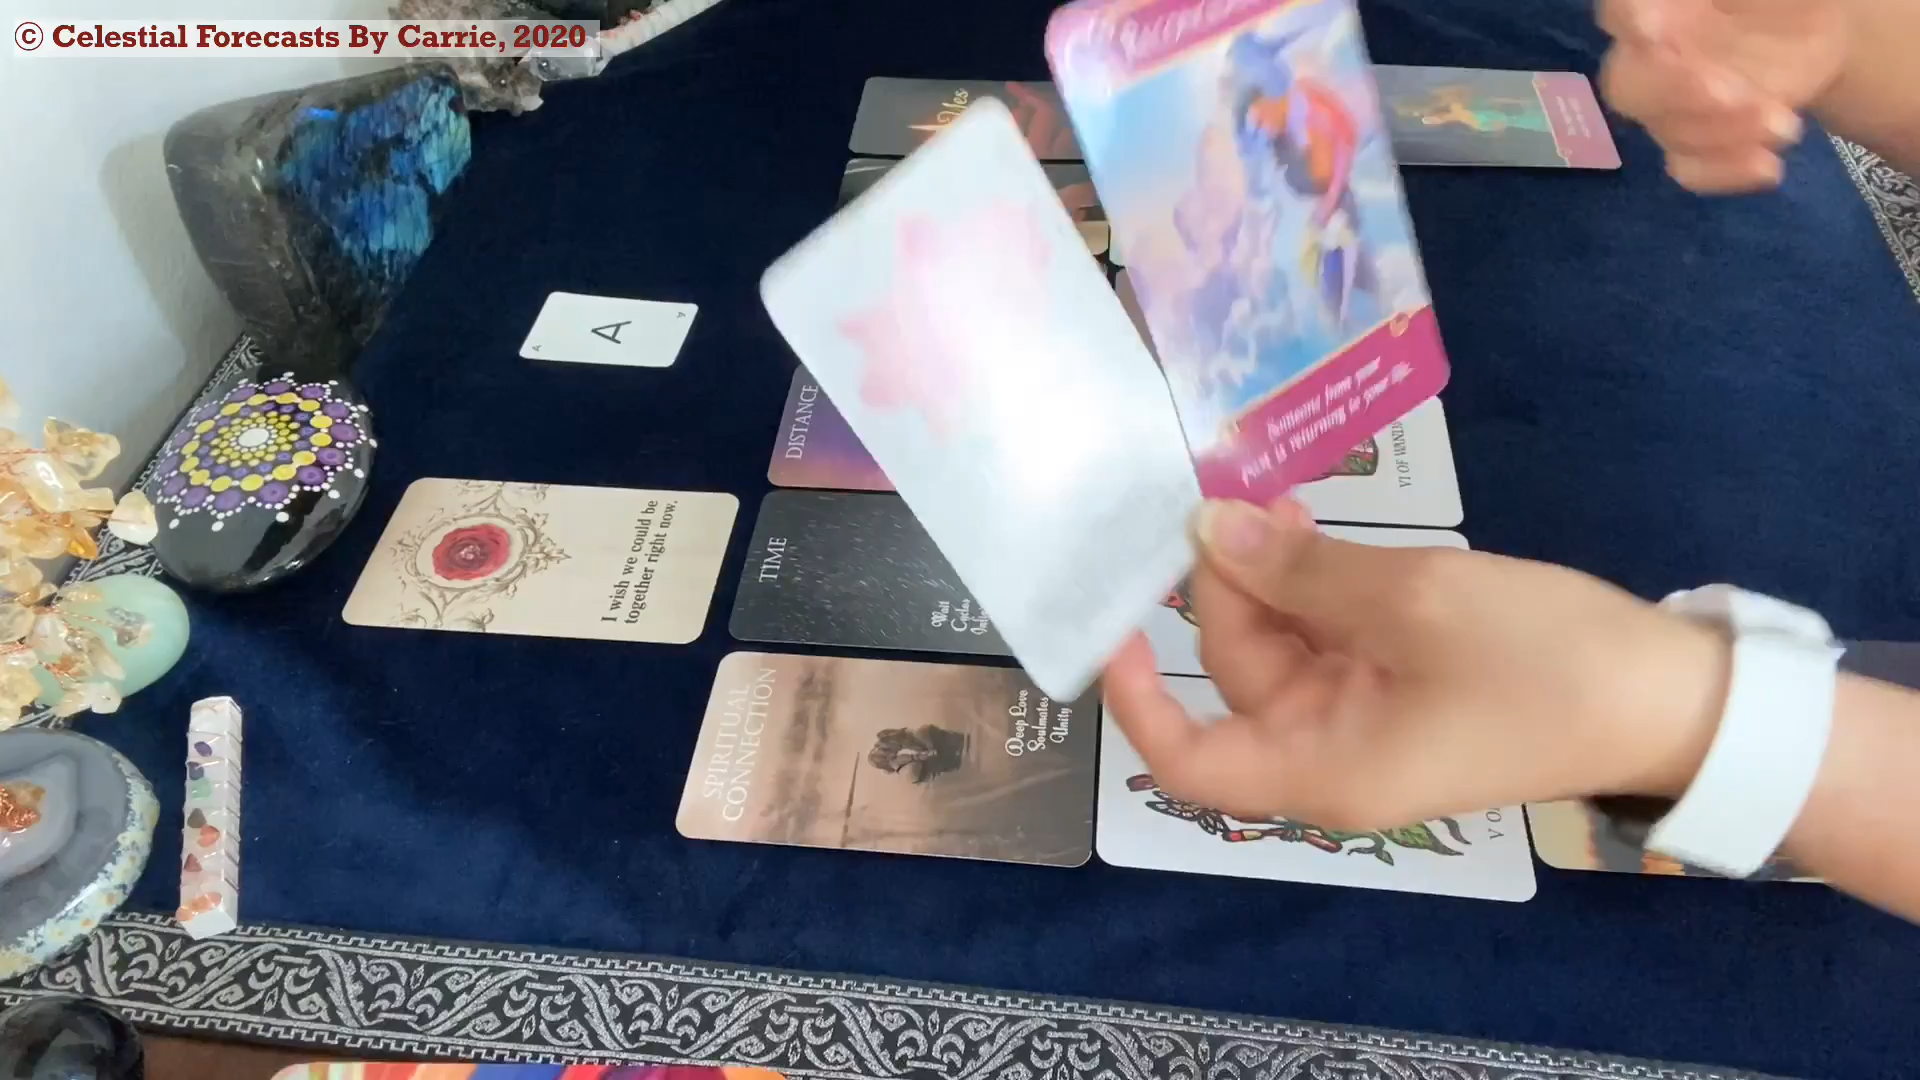 © Celestial Forecasts By Carrie, 2020
Yes
A
A
A
DISTANCE
Someone from your
past is returning to your life.
VI OF WANDS
I wish we could be
together right now.
TIME
Wait
Cycles
SPIRITUAL
CONNECTION
Deep Love
Soulmates
Unity
V O